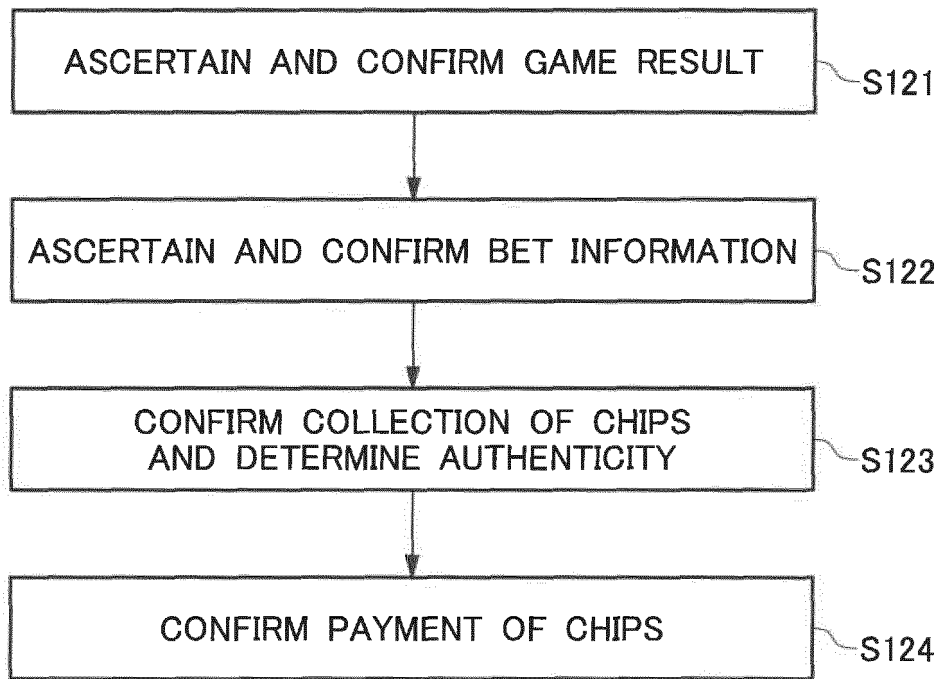 ASCERTAIN AND CONFIRM GAME RESULT
S121
ASCERTAIN AND CONFIRM BET INFORMATION
S122
CONFIRM COLLECTION OF CHIPS
AND DETERMINE AUTHENTICITY
S123
CONFIRM PAYMENT OF CHIPS
S124